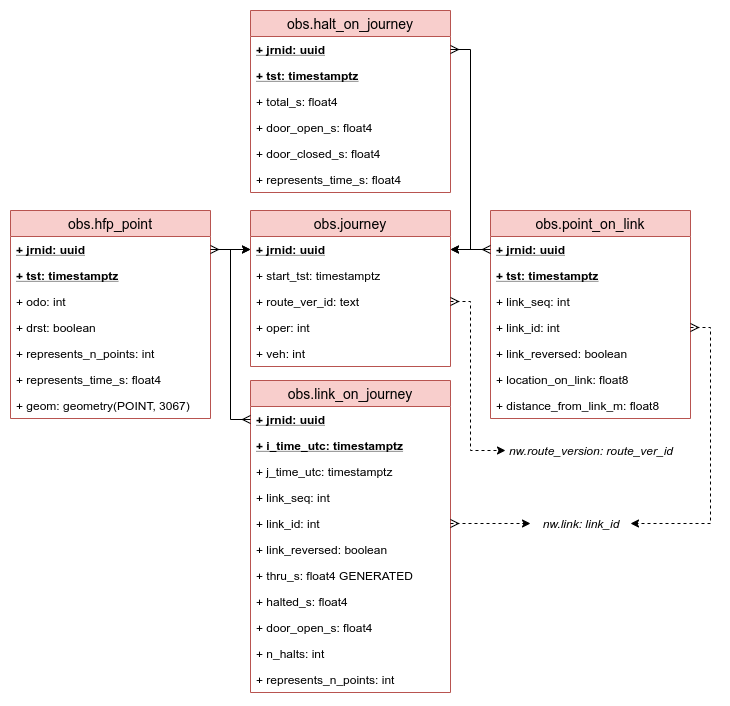 obs.halt_on_journey
+ jrnid: uuid
+ tst: timestamptz
+ total_s: float4
+ door_open_s: float4
+ door_closed_s: float4
+ represents_time_s: float4
obs.hfp_point
+ jrnid: uuid
+ tst: timestamptz
+ odo: int
+ drst: boolean
+ represents_n_points: int
+ represents_time_s: float4
+ geom: geometry(POINT, 3067)
obs.journey
+ jrnid: uuid
+ start_tst: timestamptz
+ route_ver_id: text
+ oper: int
+ veh: int
obs.point_on_link
+ jrnid: uuid
+ tst: timestamptz
+ link_seq: int
+ link_id: int
+ link_reversed: boolean
+ location_on_link: float8
+ distance_from_link_m: float8
obs.link_on_journey
+ jrnid: uuid
+ i_time_utc: timestamptz
+ j_time_utc: timestamptz
+ link_seq: int
+ link_id: int
+ link_reversed: boolean
+ thru_s: float4 GENERATED
+ halted_s: float4
+ door_open_s: float4
+ n_halts: int
+ represents_n_points: int
nw.route_version: route_ver_id
nw.link: link_id